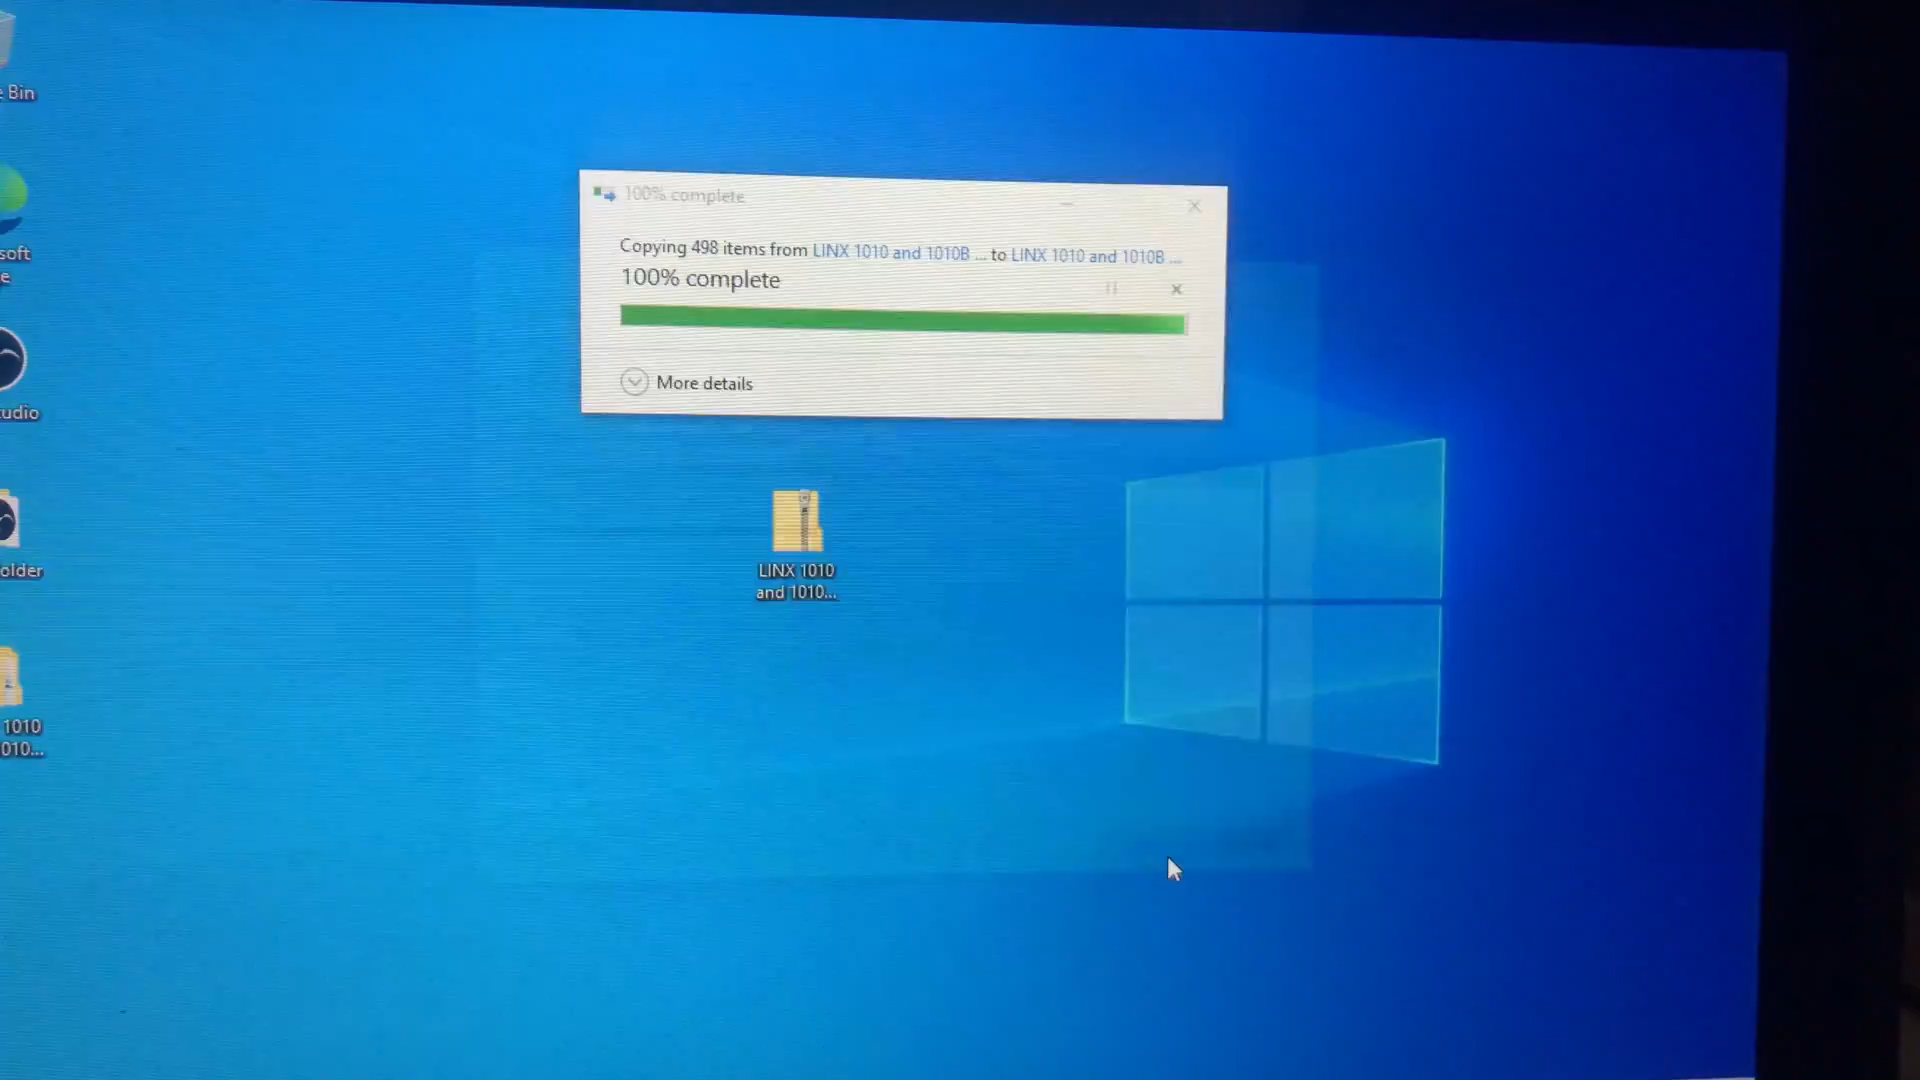 Bin
soft
e
udio
older
1010
010...
100% complete
Copying 498 items from LINX 1010 and 1010B ... to LINX 1010 and 1010B ...
100% complete
More details
LINX 1010
and 1010...